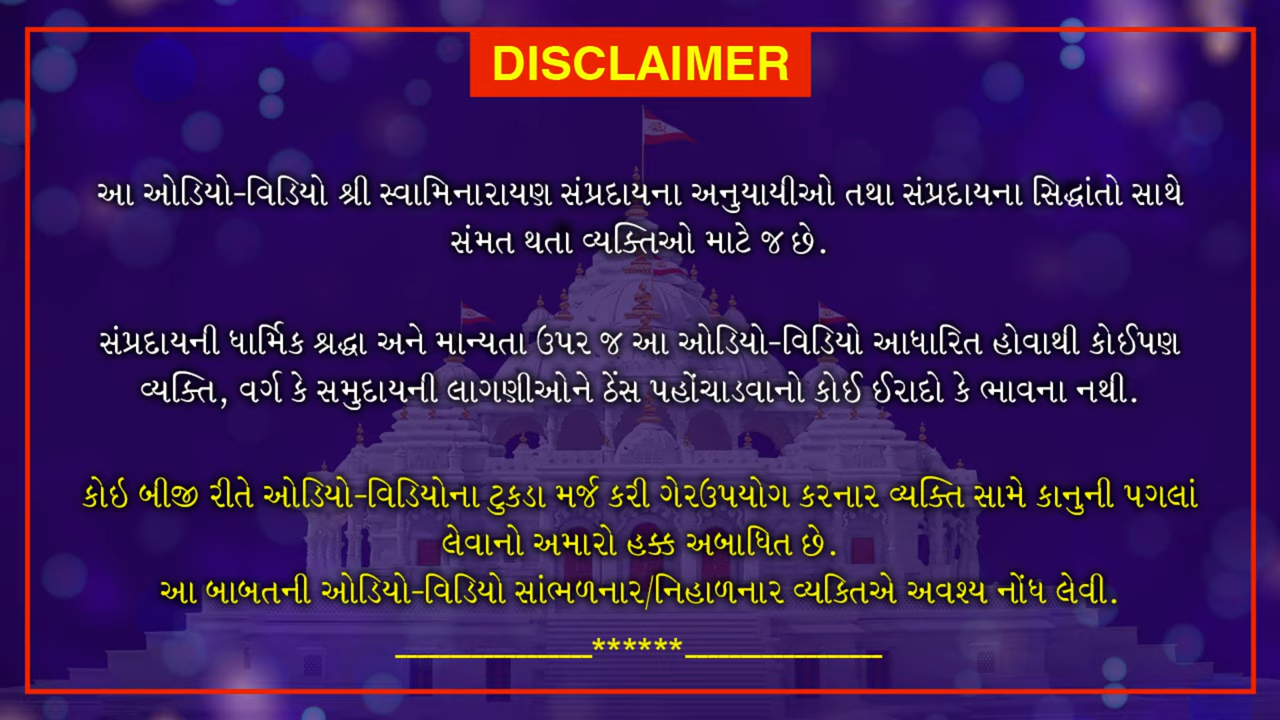 DISCLAIMER
આ ઓડિયો-વિડિયો શ્રી સ્વામિનારાયણ સંપ્રદાયના અનુયાયીઓ તથા સંપ્રદાયના સિદ્ધાંતો સાથે
સંમત થતા વ્યક્તિઓ માટે જ છે.
સંપ્રદાયની ધાર્મિક શ્રદ્ધા અને માન્યતા ઉપર જ આ ઓડિયો-વિડિયો આધારિત હોવાથી કોઈપણ
વ્યક્તિ, વર્ગ કે સમુદાયની લાગણીઓને ઠેંસ પહોંચાડવાનો કોઈ ઈરાદો કે ભાવના નથી.
કોઇ બીજી રીતે ઓડિયો-વિડિયોના ટુકડા મર્જ કરી ગેરઉપયોગ કરનાર વ્યક્તિ સામે કાનુની પગલાં
લેવાનો અમારો હક્ક અબાધિત છે.
આ બાબતની ઓડિયો-વિડિયો સાંભળનાર/નિહાળનાર વ્યકિતએ અવશ્ય નોંધ લેવી.
________________******________________